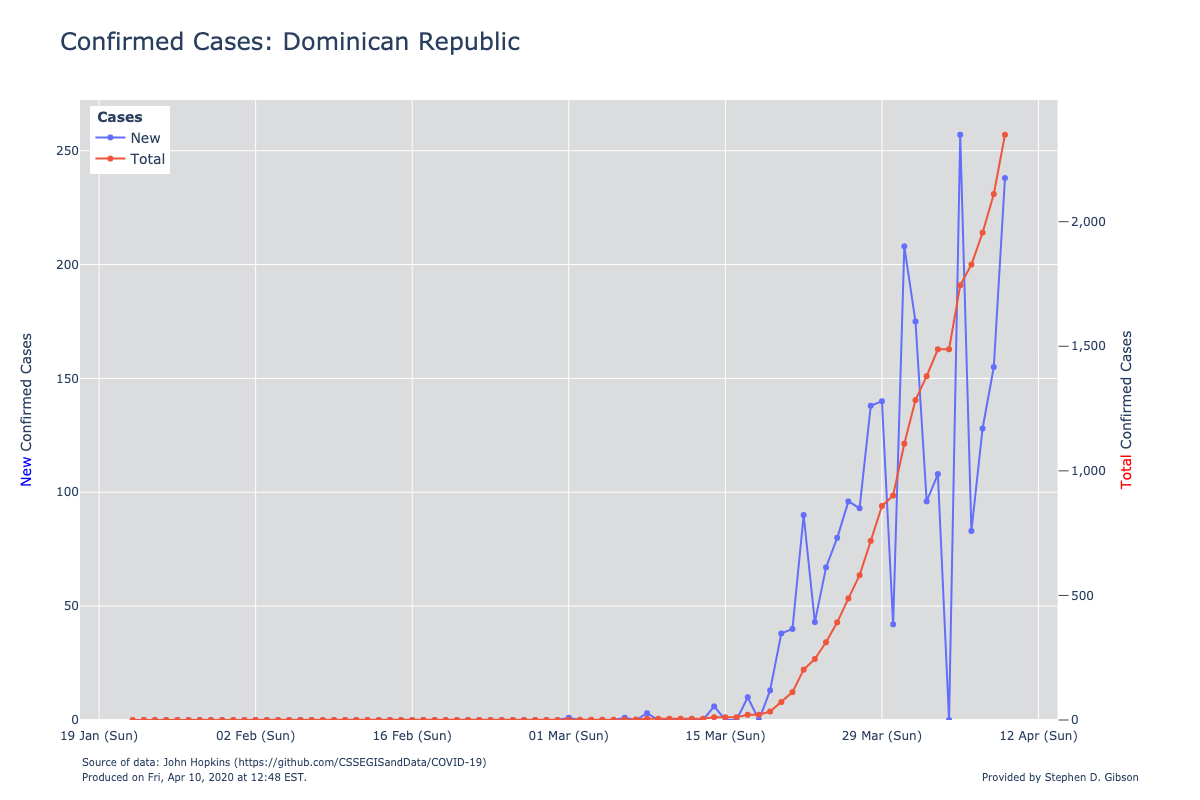 Confirmed Cases: Dominican Republic
Cases
New
Total
250
200
150
100
50
0
2,000
1,500
1,000
500
0
New Confirmed Cases
Total Confirmed Cases
19 Jan (Sun)
02 Feb (Sun)
16 Feb (Sun)
01 Mar (Sun)
15 Mar (Sun)
29 Mar (Sun)
12 Apr (Sun)
Source of data: John Hopkins (https://github.com/CSSEGISandData/COVID-19)
Produced on Fri, Apr 10, 2020 at 12:48 EST.
Provided by Stephen D. Gibson